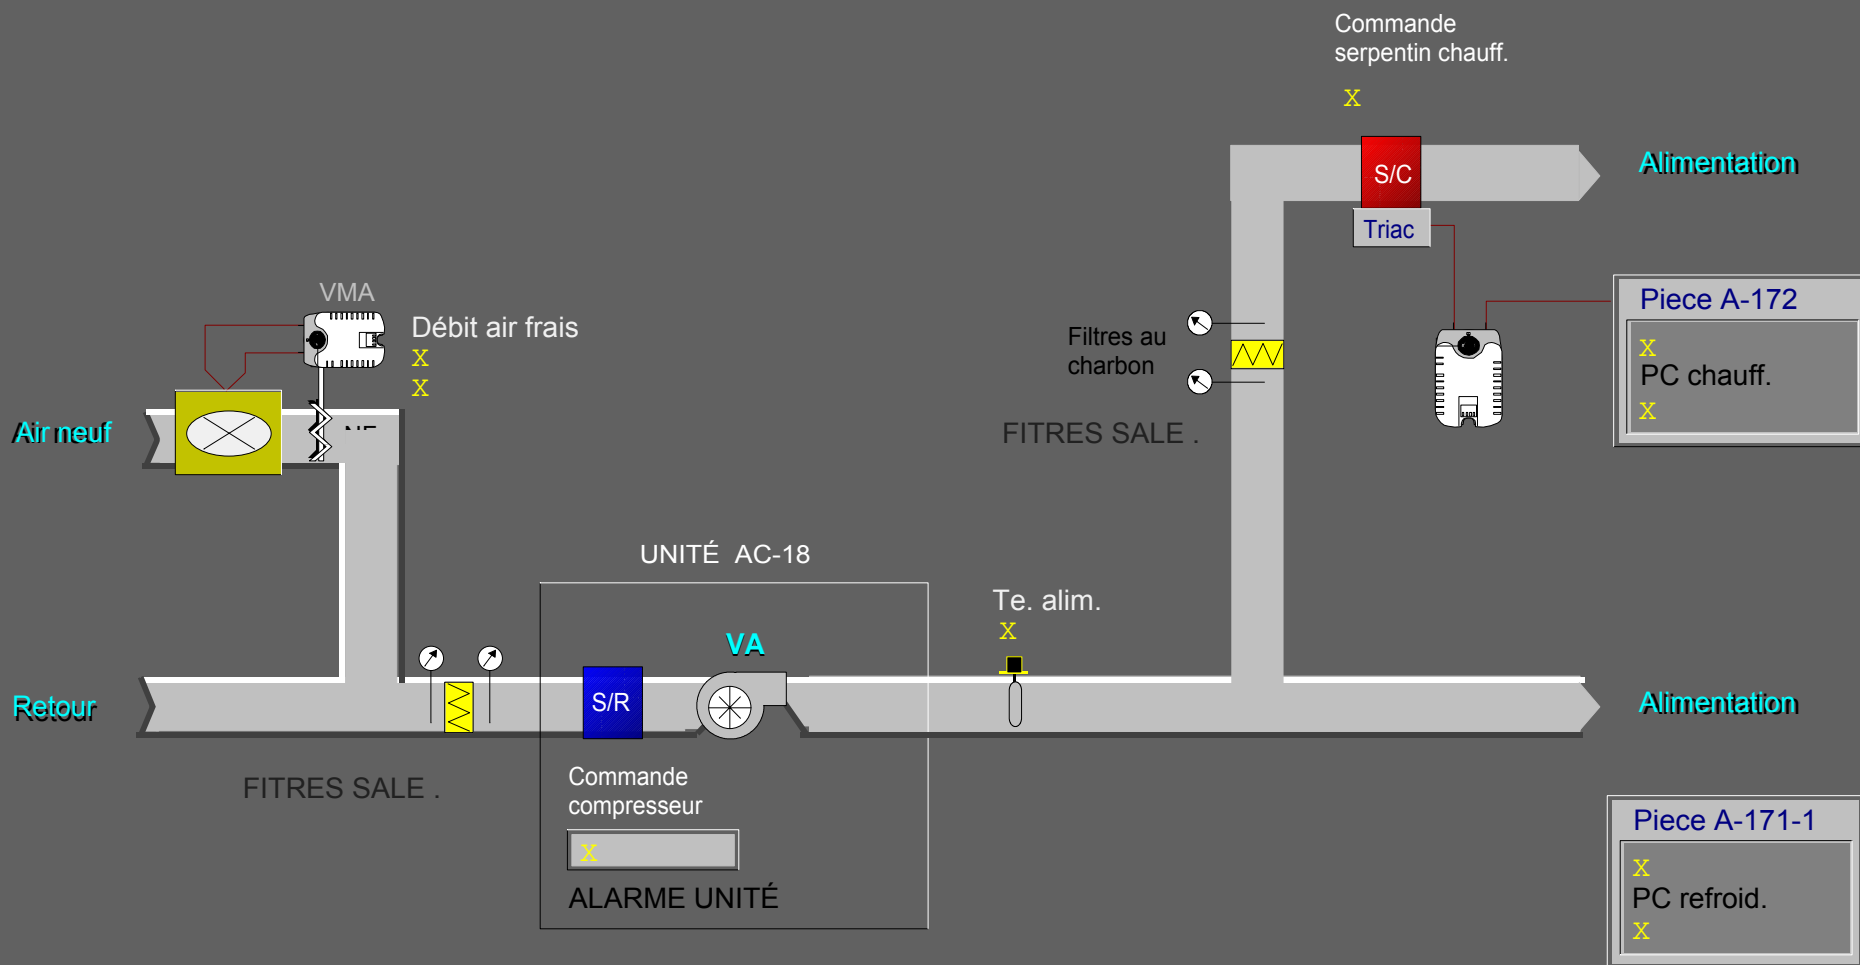 Commande
serpentin chauff.
X
S/C
Alimentation
Triac
VMA
Débit air frais
X
X
Air neuf
Filtres au
charbon
FITRES SALE .
Piece A-172
X
PC chauff.
X
UNITÉ AC-18
Te. alim.
X
VA
Retour
S/R
Alimentation
FITRES SALE .
Commande
compresseur
X
ALARME UNITÉ
Piece A-171-1
X
PC refroid.
X